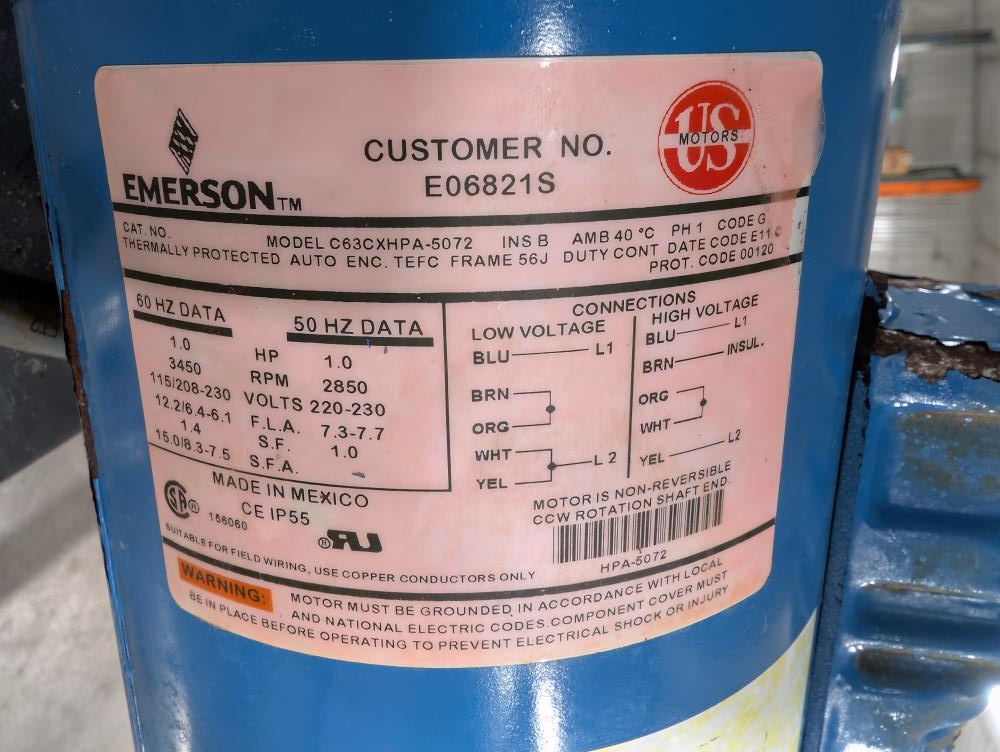 EMERSON™
CUSTOMER NO.
E06821S
US
MOTORS
CAT. NO. MODEL C63CXHPA-5072 INS B AMB 40 °C PH 1 CODE G
THERMALLY PROTECTED AUTO ENC. TEFC FRAME 56J DUTY CONT DATE CODE E11
PROT. CODE 00120
60 HZ DATA 50 HZ DATA
1.0 HP 1.0
3450 RPM 2850
115/208-230 VOLTS 220-230
12.2/6.4-6.1 F.L.A. 7.3-7.7
1.4 S.F. 1.0
15.0/8.3-7.5 S.F.A.
CONNECTIONS
LOW VOLTAGE
BLU L1
BRN
ORG
WHT L 2
YEL
HIGH VOLTAGE
BLU L1
BRN INSUL.
ORG
WHT
YEL L2
MADE IN MEXICO
CE IP55
SA® 156060
®
MOTOR IS NON-REVERSIBLE
CCW ROTATION SHAFT END.
HPA-5072
SUITABLE FOR FIELD WIRING, USE COPPER CONDUCTORS ONLY
WARNING: MOTOR MUST BE GROUNDED, IN ACCORDANCE WITH LOCAL
AND NATIONAL ELECTRIC CODES. COMPONENT COVER MUST
BE IN PLACE BEFORE OPERATING TO PREVENT ELECTRICAL SHOCK OR INJURY